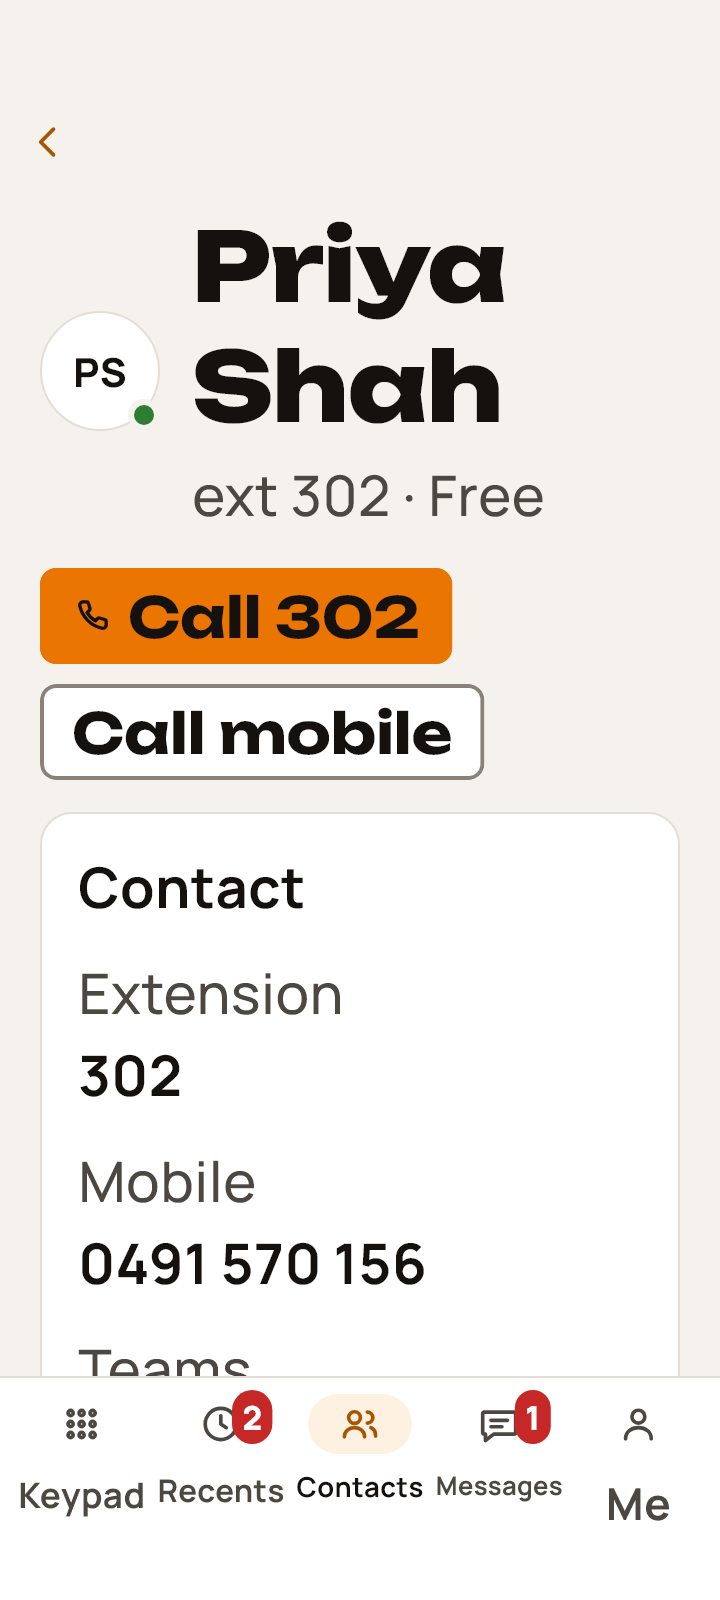 Priya
Shah
PS
ext 302 · Free
Call 302
Call mobile
Contact
Extension
302
Mobile
0491 570 156
Teams
2
1
Keypad
Recents
Contacts
Messages
Me